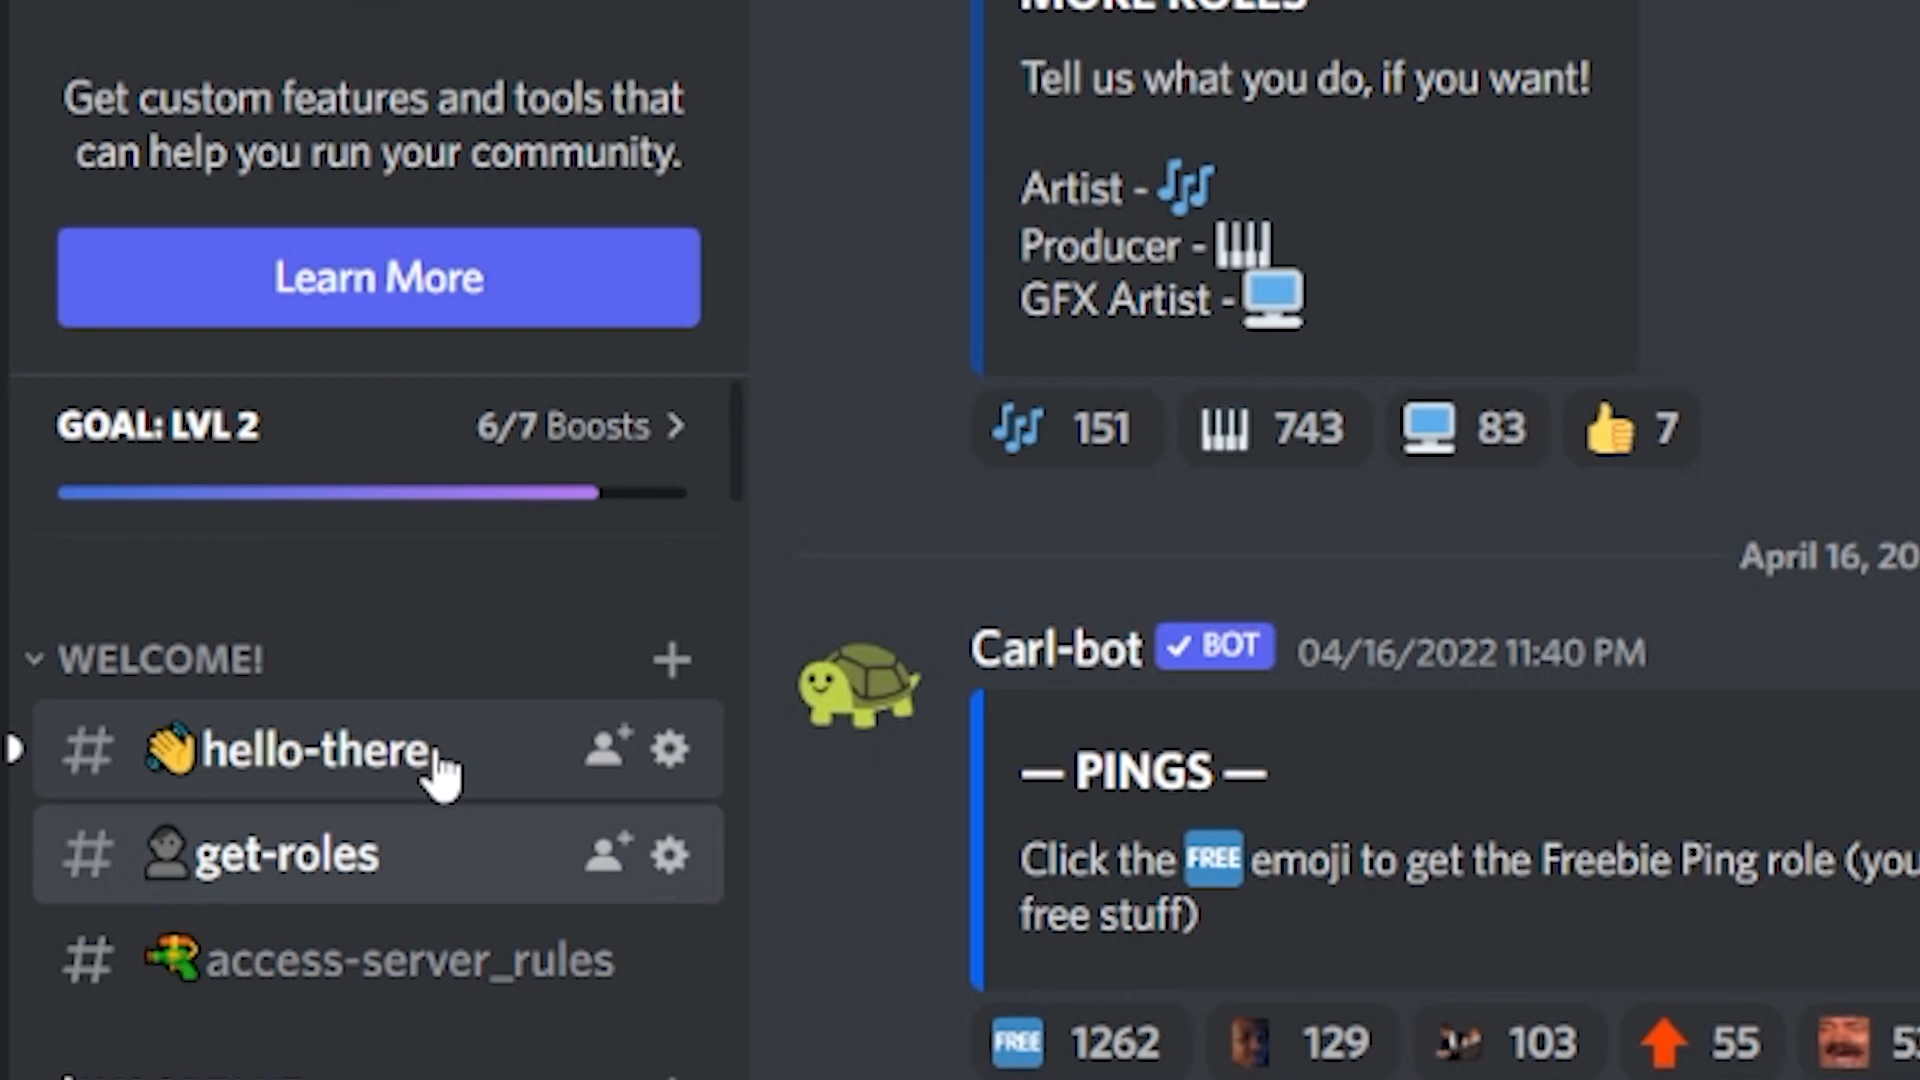 Get custom features and tools that
can help you run your community.
Learn More
GOAL: LVL 2
6/7 Boosts
WELCOME!
hello-there
get-roles
access-server_rules
MORE ROLES
Tell us what you do, if you want!
Artist -
Producer -
GFX Artist -
151 743 83 7
April 16, 20
Carl-bot BOT 04/16/2022 11:40 PM
— PINGS —
Click the FREE emoji to get the Freebie Ping role (you
free stuff)
FREE 1262 129 103 55